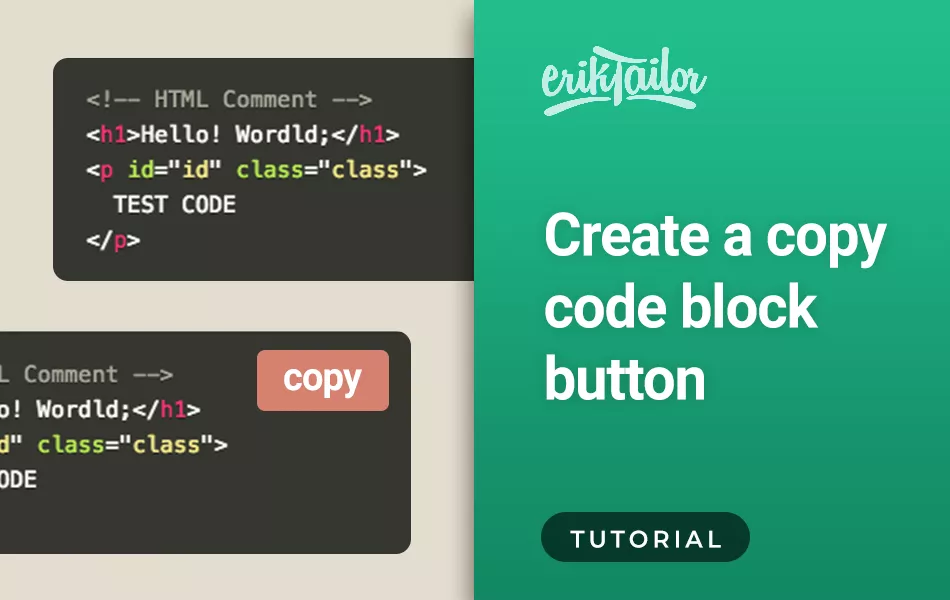 <!-- HTML Comment -->
<h1>Hello! Wordld;</h1>
<p id="id" class="class">
TEST CODE
</p>
L Comment -->
o! Wordld;</h1>
d" class="class">
ODE
copy
erikTailor
Create a copy
code block
button
TUTORIAL